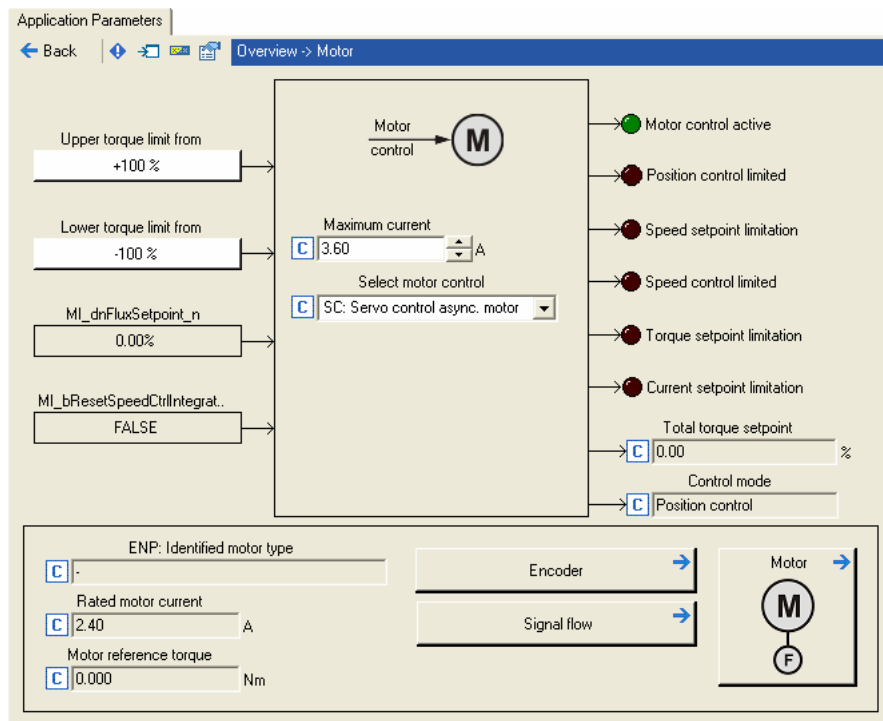 Application Parameters
Back
Overview -> Motor
Upper torque limit from
+100 %
Lower torque limit from
-100 %
MI_dnFluxSetpoint_n
0.00%
MI_bResetSpeedCtrlIntegrat..
FALSE
Motor
control
M
Maximum current
C 3.60 A
Select motor control
C SC: Servo control async. motor
Motor control active
Position control limited
Speed setpoint limitation
Speed control limited
Torque setpoint limitation
Current setpoint limitation
Total torque setpoint
C 0.00 %
Control mode
C Position control
ENP: Identified motor type
C -
Rated motor current
C 2.40 A
Motor reference torque
C 0.000 Nm
Encoder
Signal flow
Motor
M
F